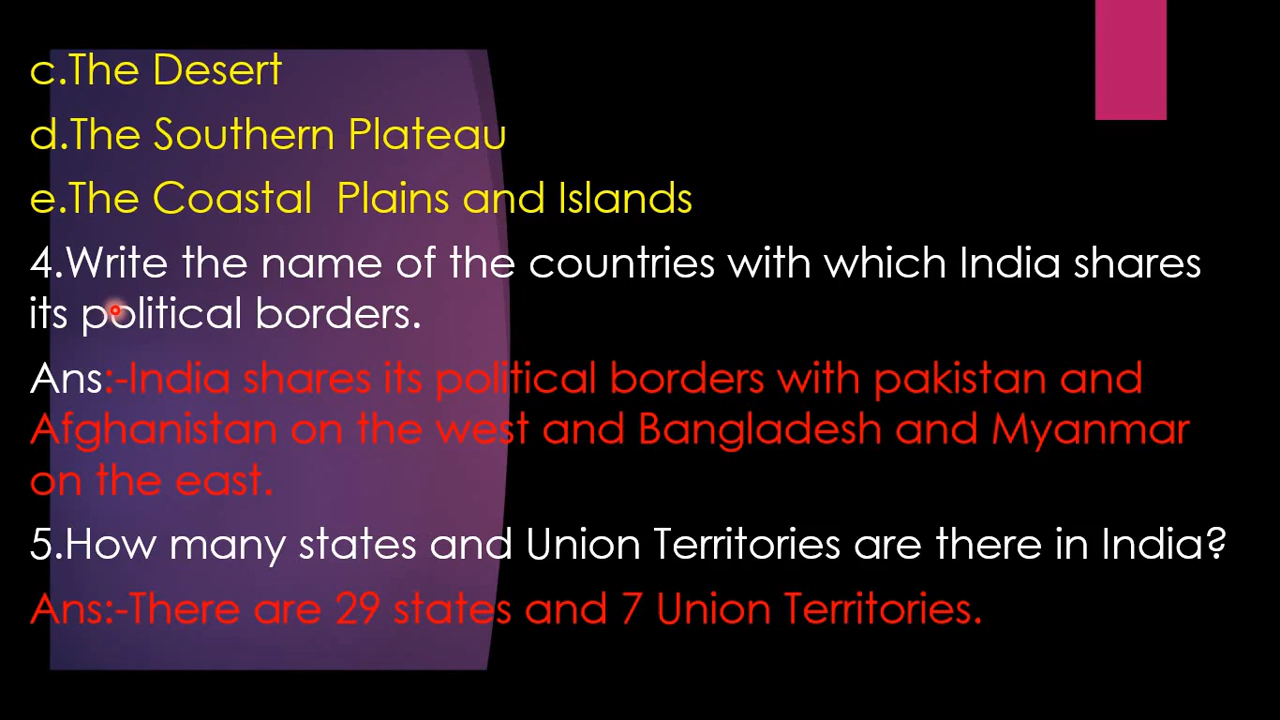 c.The Desert
d.The Southern Plateau
e.The Coastal  Plains and Islands
4.Write the name of the countries with which India shares
its political borders.
Ans:-India shares its political borders with pakistan and
Afghanistan on the west and Bangladesh and Myanmar
on the east.
5.How many states and Union Territories are there in India?
Ans:-There are 29 states and 7 Union Territories.